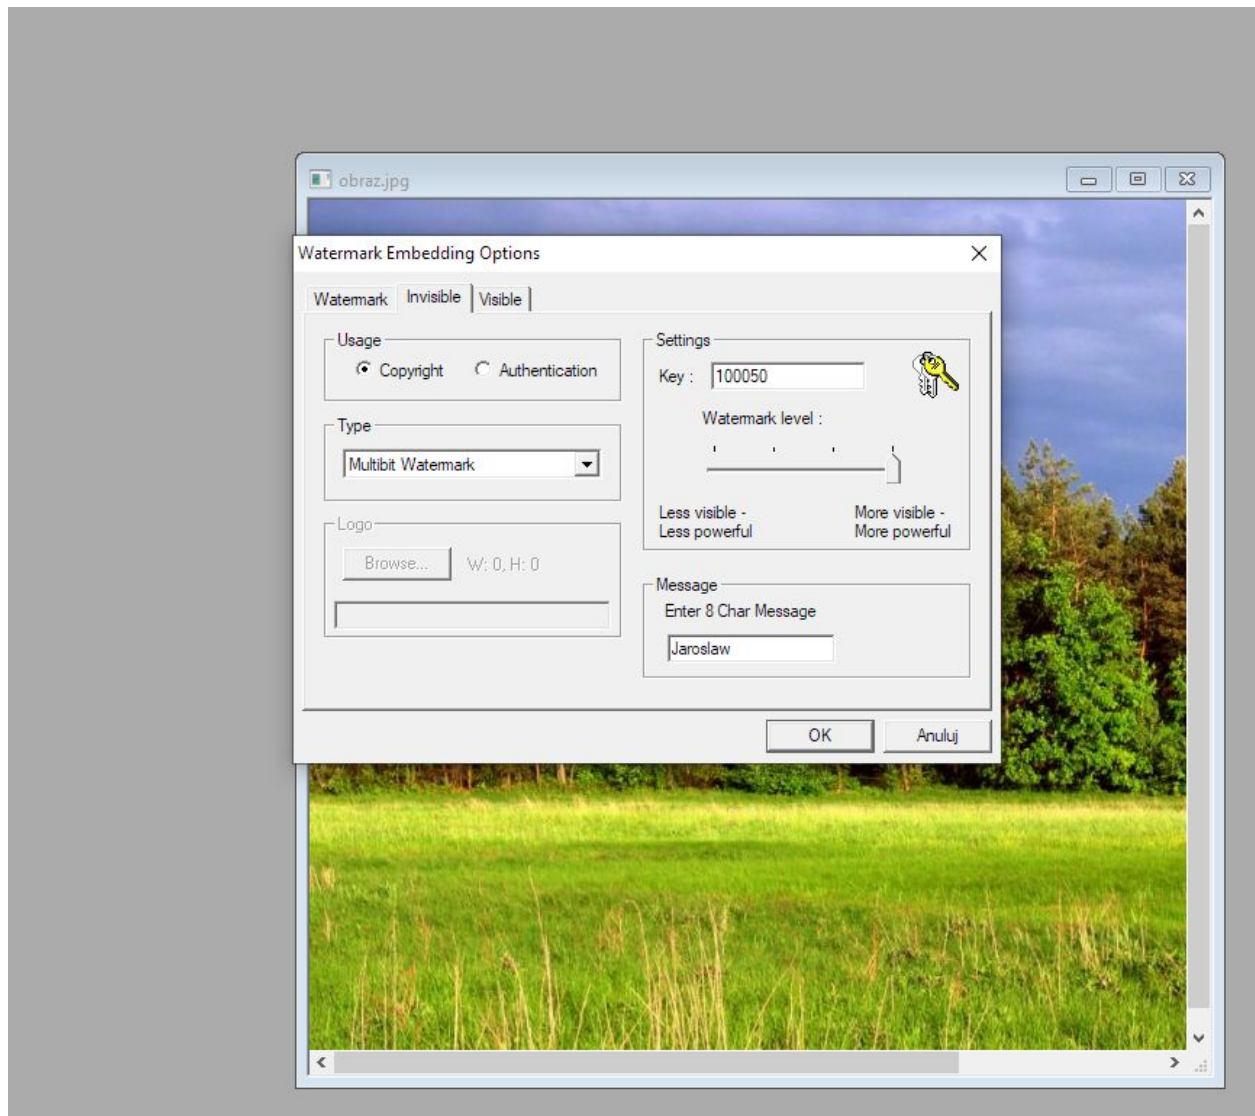 obraz.jpg
Watermark Embedding Options
Watermark Invisible Visible
Usage
Copyright Authentication
Type
Multibit Watermark
Logo
Browse... W: 0, H: 0
Settings
Key : 100050
Watermark level :
Less visible - More visible -
Less powerful More powerful
Message
Enter 8 Char Message
Jaroslaw
OK Anuluj